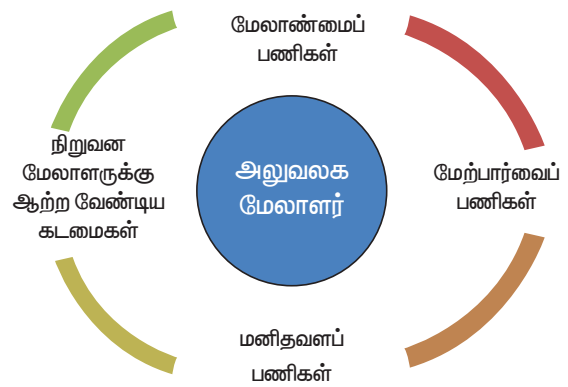 மேலாண்மைப்
பணிகள்
நிறுவன
மேலாளருக்கு
ஆற்ற வேண்டிய
கடமைகள்
அலுவலக
மேலாளர்
மேற்பார்வைப்
பணிகள்
மனிதவளப்
பணிகள்